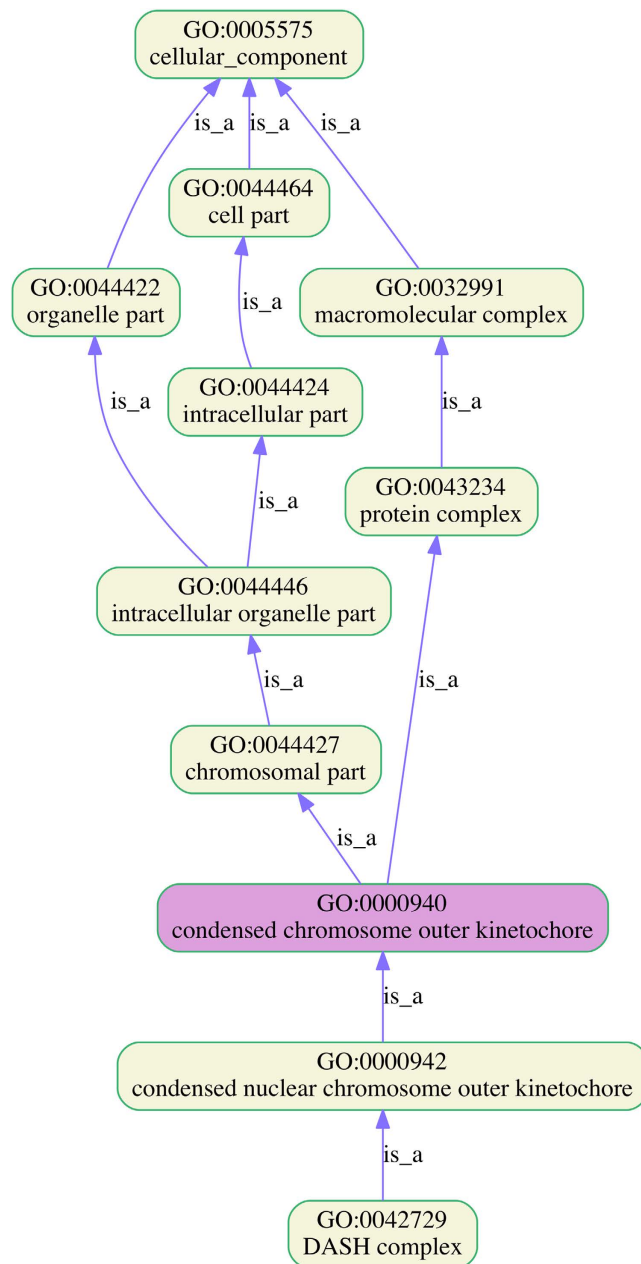 GO:0005575
cellular_component
is_a
is_a
is_a
GO:0044464
cell part
GO:0044422
organelle part
is_a
GO:0032991
macromolecular complex
GO:0044424
intracellular part
is_a
is_a
is_a
GO:0043234
protein complex
GO:0044446
intracellular organelle part
is_a
is_a
GO:0044427
chromosomal part
is_a
GO:0000940
condensed chromosome outer kinetochore
is_a
GO:0000942
condensed nuclear chromosome outer kinetochore
is_a
GO:0042729
DASH complex